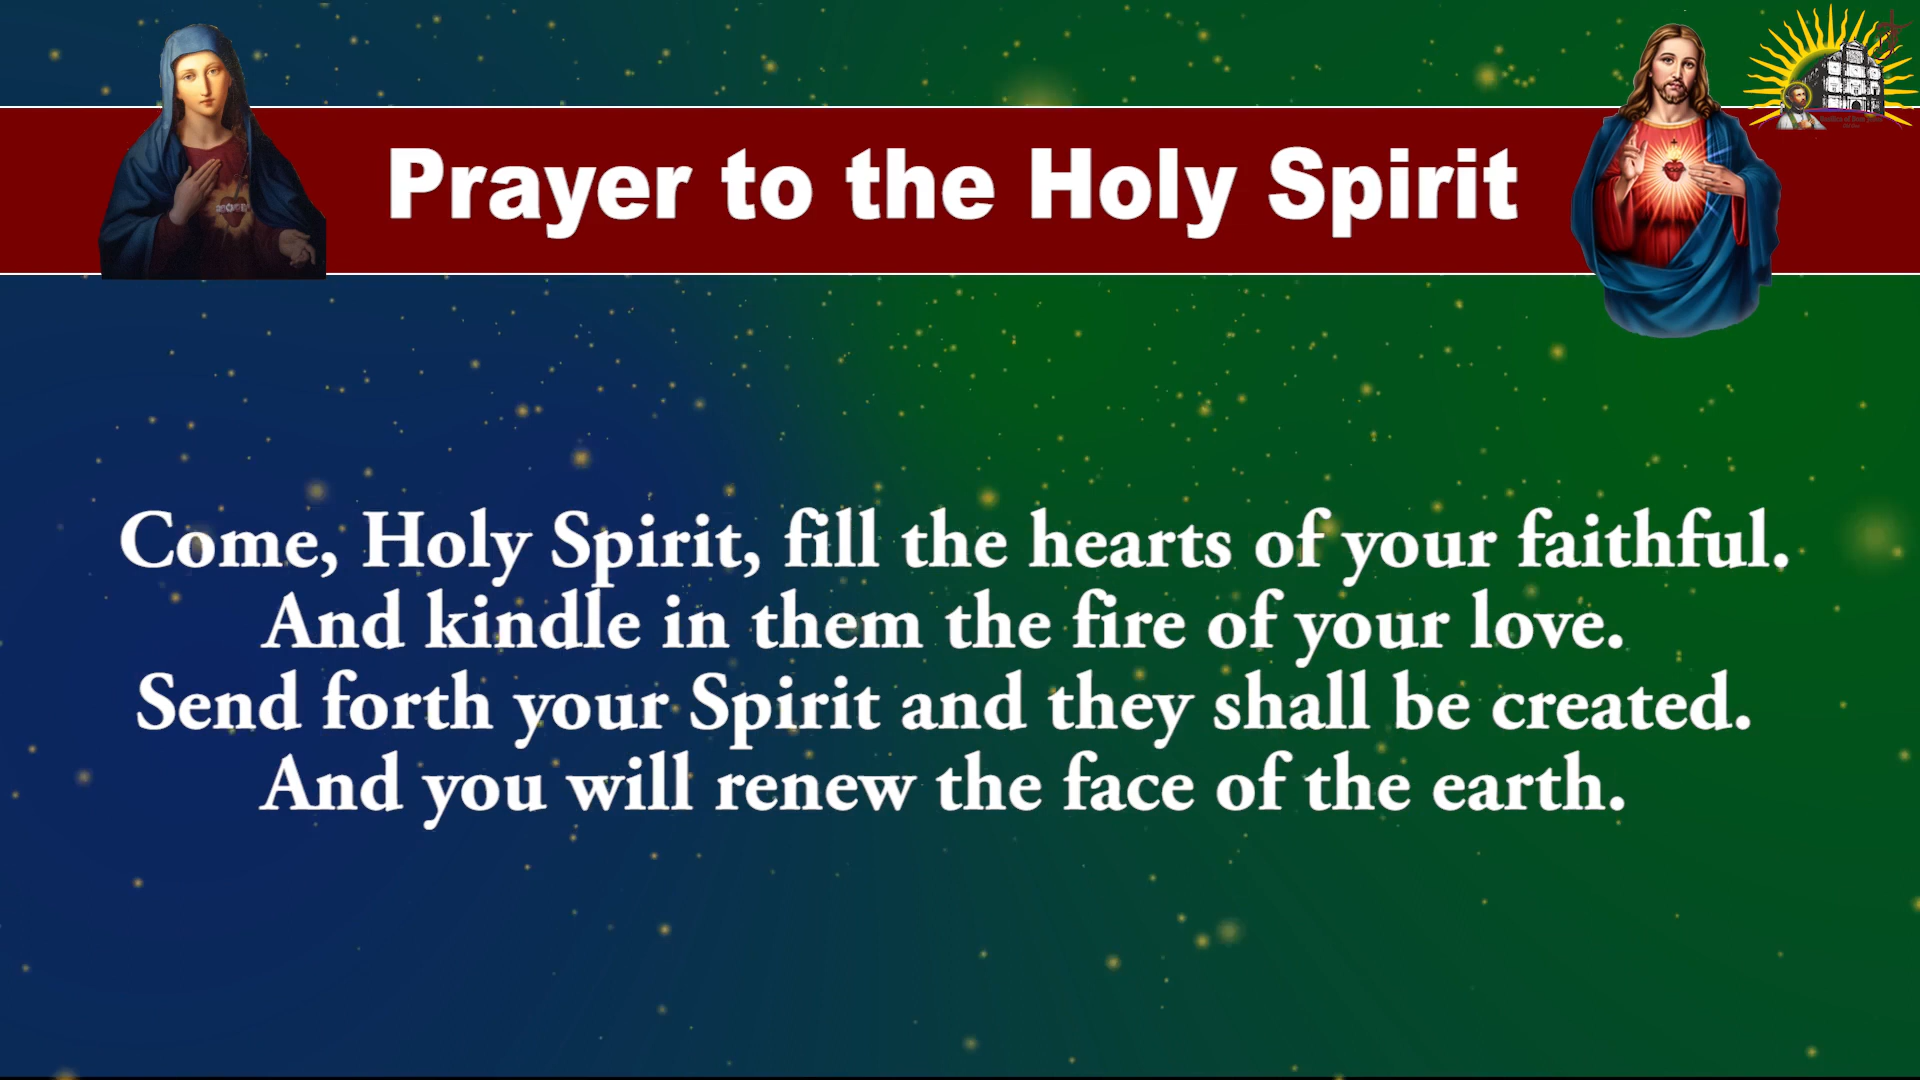 Prayer to the Holy Spirit
Come, Holy Spirit, fill the hearts of your faithful.
And kindle in them the fire of your love.
Send forth your Spirit and they shall be created.
And you will renew the face of the earth.